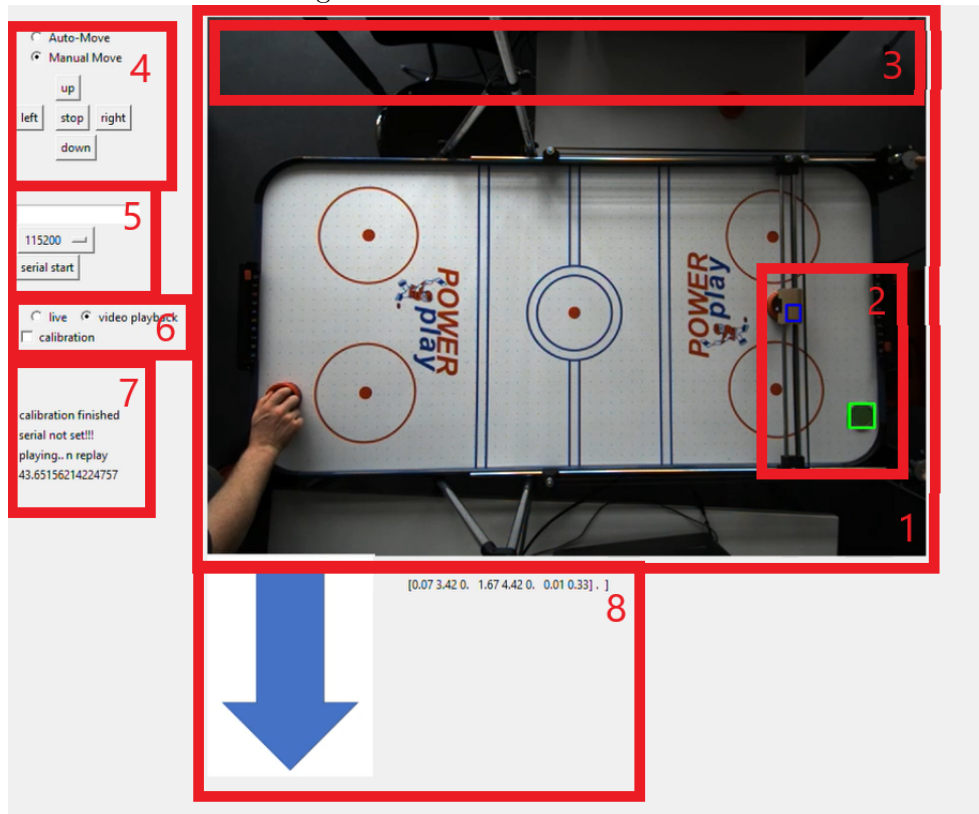 Auto-Move
Manual Move
4
up
left stop right
down
5
115200
serial start
live video playback
6
calibration
7
calibration finished
serial not set!!!
playing.. n replay
43.65156214224757
3
POWER
play
POWER
play
2
1
[0.07 3.42 0. 1.67 4.42 0. 0.01 0.33] . ]
8